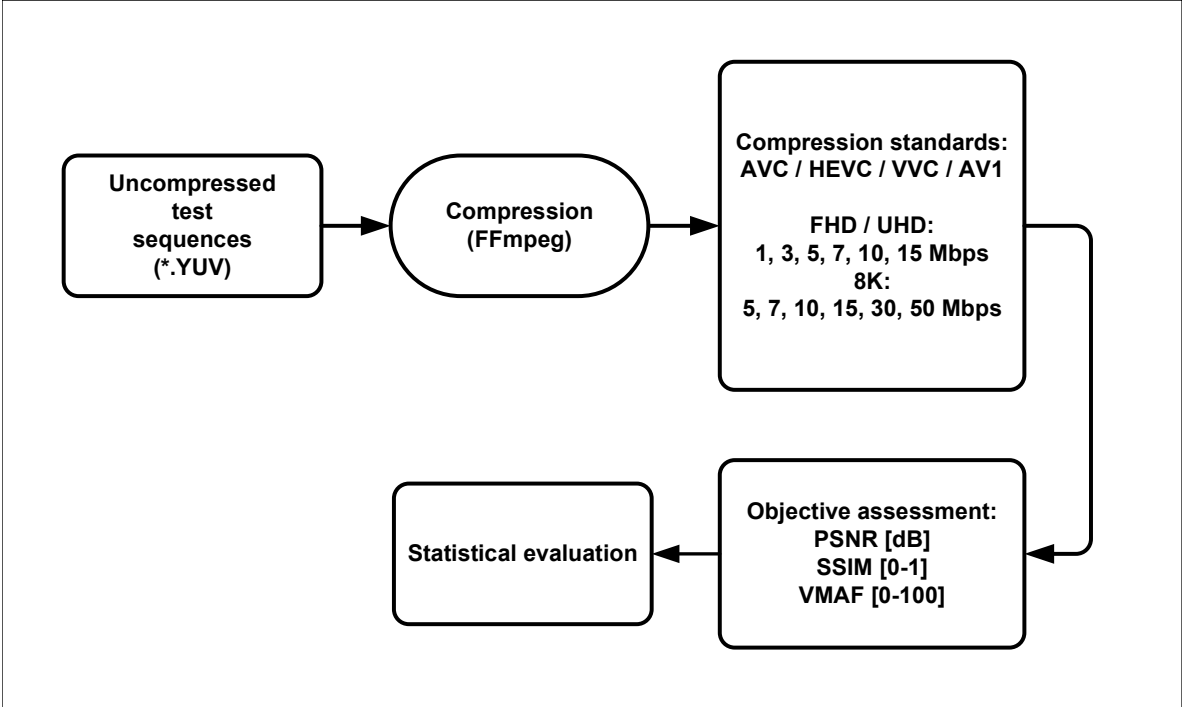 Uncompressed
test
sequences
(*.YUV)
Compression
(FFmpeg)
Compression standards:
AVC / HEVC / VVC / AV1
FHD / UHD:
1, 3, 5, 7, 10, 15 Mbps
8K:
5, 7, 10, 15, 30, 50 Mbps
Objective assessment:
PSNR [dB]
SSIM [0-1]
VMAF [0-100]
Statistical evaluation